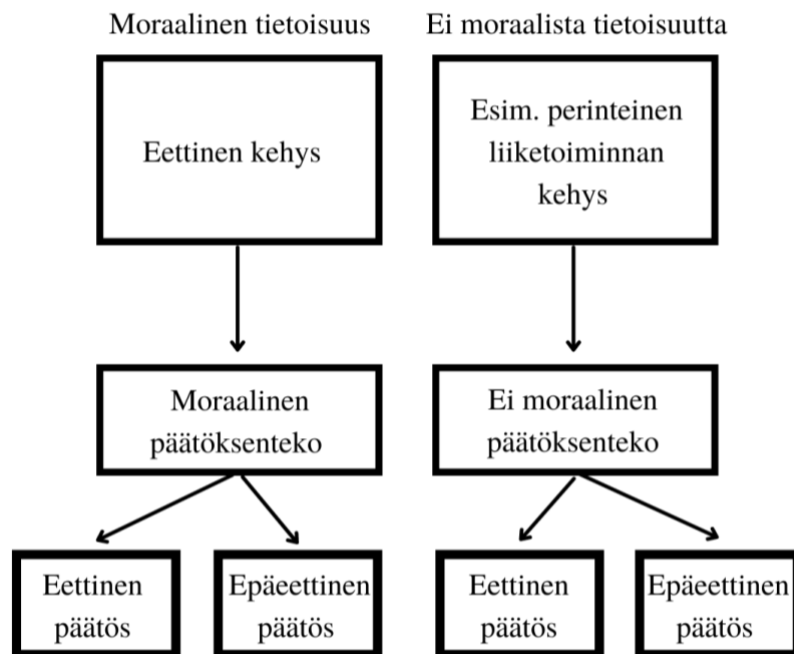 Moraalinen tietoisuus
Ei moraalista tietoisuutta
Eettinen kehys
Esim. perinteinen
liiketoiminnan
kehys
Moraalinen
päätöksenteko
Ei moraalinen
päätöksenteko
Eettinen
päätös
Epäeettinen
päätös
Eettinen
päätös
Epäeettinen
päätös